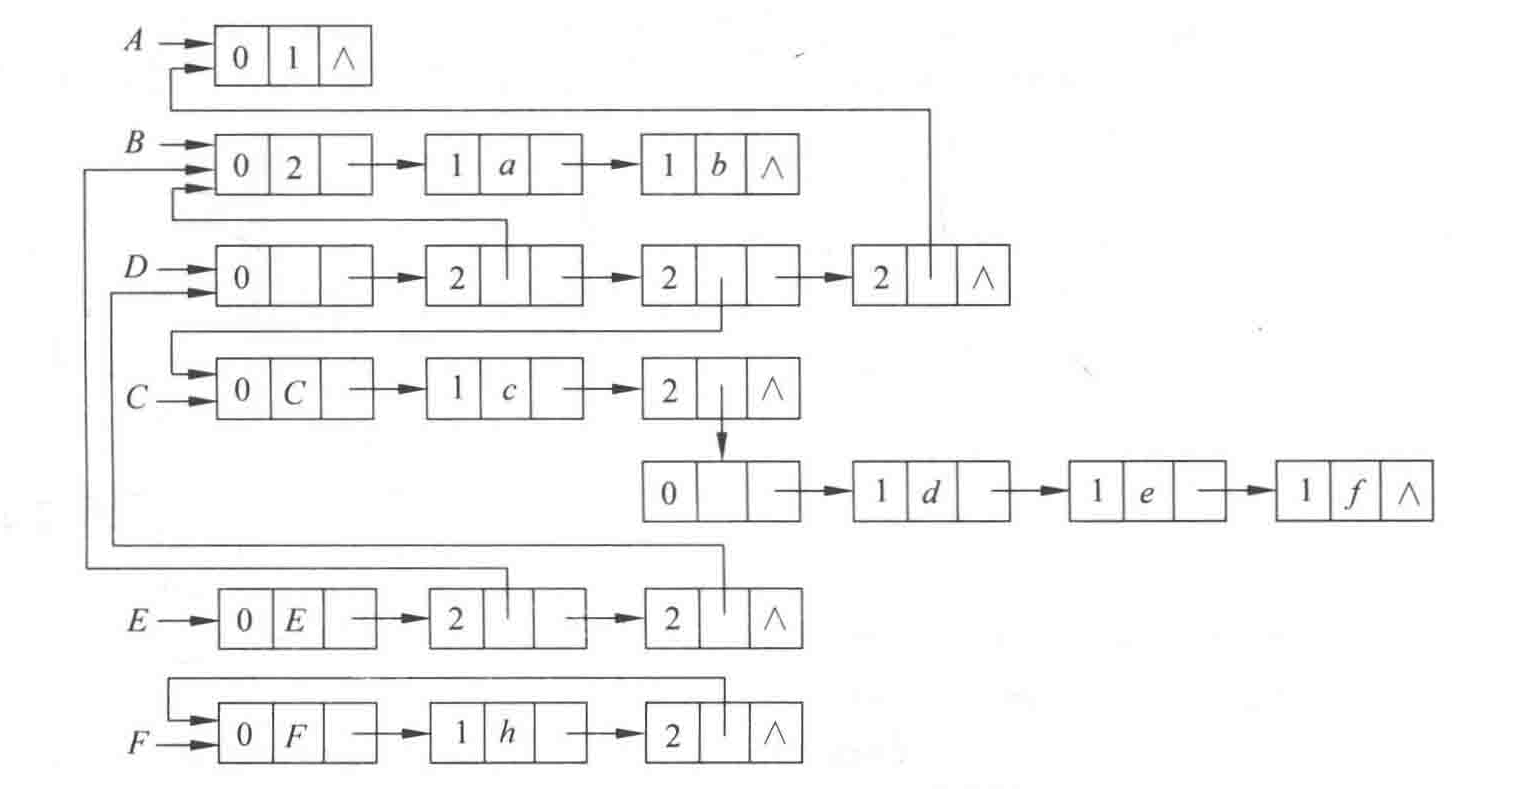 A 0 1 ∧
B 0 2 1 a 1 b ∧
D 0 2 2 2 ∧
C 0 C 1 c 2 ∧
0 1 d 1 e 1 f ∧
E 0 E 2 2 ∧
F 0 F 1 h 2 ∧